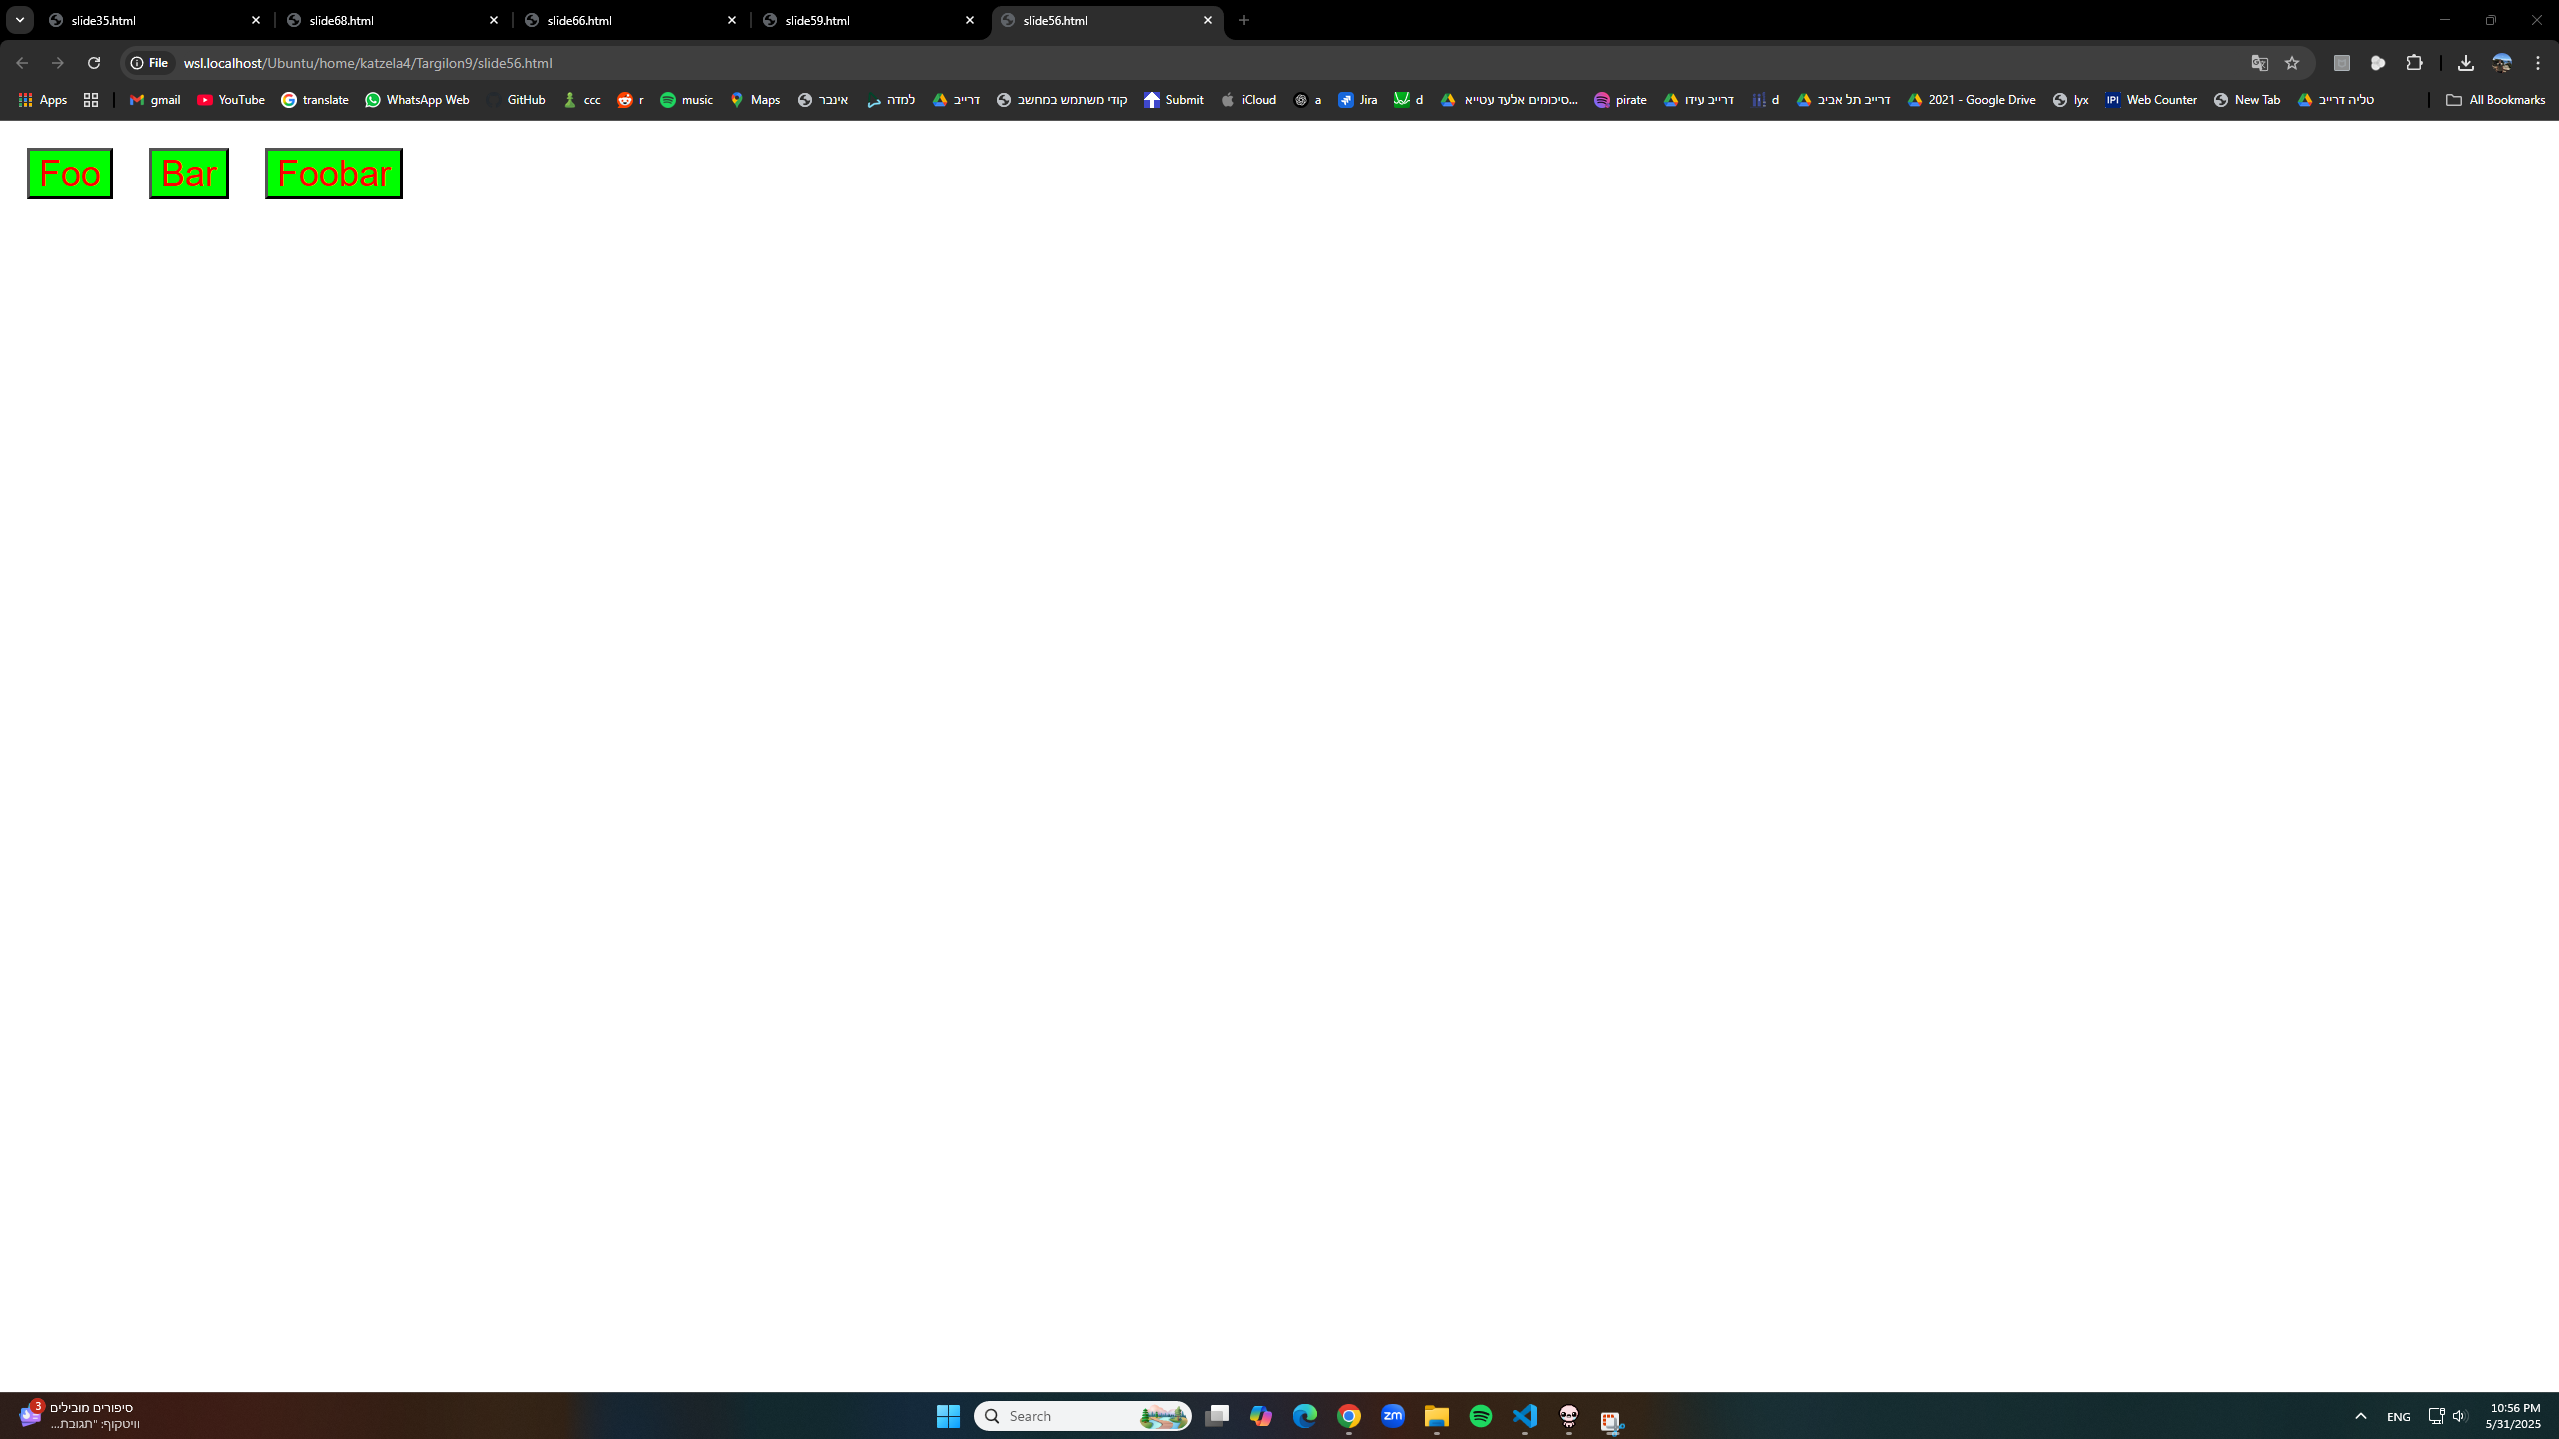 slide35.html
slide68.html
slide66.html
slide59.html
slide56.html
File wsl.localhost/Ubuntu/home/katzela4/Targilon9/slide56.html
Apps gmail YouTube translate WhatsApp Web GitHub ccc r music Maps אינבר למדה דרייב קודי משתמש במחשב Submit iCloud a Jira d סיכומים אלעד עטייא... pirate דרייב עידו d דרייב תל אביב 2021 - Google Drive lyx IPI Web Counter New Tab טליה דרייב All Bookmarks
Foo Bar Foobar
3 סיפורים מובילים
וויטקוף: "תגובת...
Search
zm
ENG
10:56 PM
5/31/2025